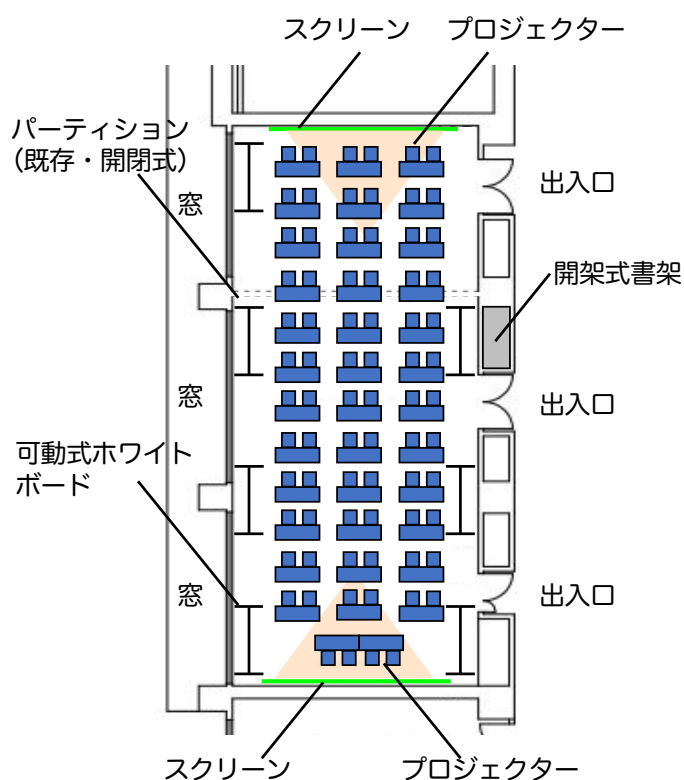 スクリーン
プロジェクター
パーティション
(既存・開閉式)
窓
出入口
開架式書架
窓
出入口
可動式ホワイト
ボード
窓
出入口
スクリーン
プロジェクター